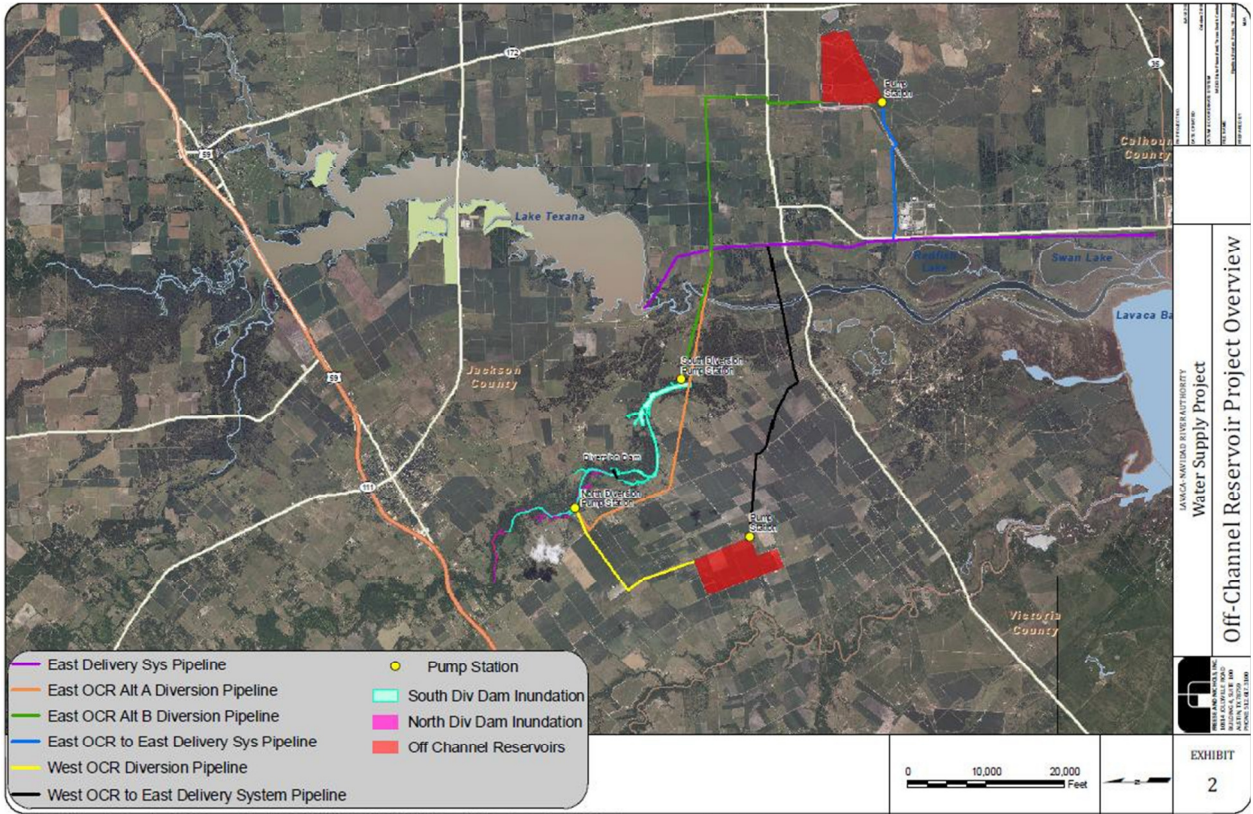 172
35
59
Pump
Station
Calhoun
County
Lake Texana
Redfish
Lake
Swan Lake
Lavaca Ba
South Diversion
Pump Station
Jackson
County
59
Diversion Dam
111
North Diversion
Pump Station
Pump
Station
Victoria
County
East Delivery Sys Pipeline
East OCR Alt A Diversion Pipeline
East OCR Alt B Diversion Pipeline
East OCR to East Delivery Sys Pipeline
West OCR Diversion Pipeline
West OCR to East Delivery System Pipeline
Pump Station
South Div Dam Inundation
North Div Dam Inundation
Off Channel Reservoirs
0 10,000 20,000
Feet
LAVACA-NAVIDAD RIVER AUTHORITY
Water Supply Project
Off-Channel Reservoir Project Overview
EXHIBIT
2